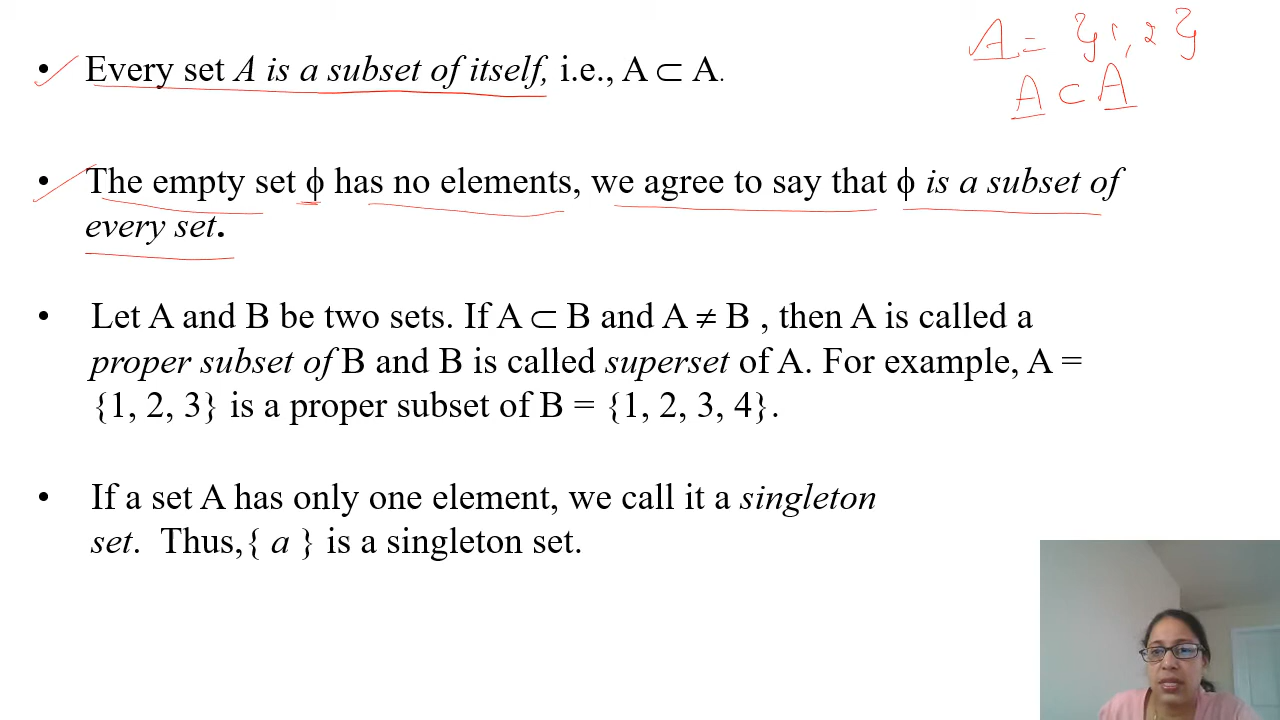 A = {1, 2}
• Every set A is a subset of itself, i.e., A ⊂ A.
A ⊂ A
• The empty set ϕ has no elements, we agree to say that ϕ is a subset of
every set.
• Let A and B be two sets. If A ⊂ B and A ≠ B , then A is called a
proper subset of B and B is called superset of A. For example, A =
{1, 2, 3} is a proper subset of B = {1, 2, 3, 4}.
• If a set A has only one element, we call it a singleton
set. Thus,{ a } is a singleton set.